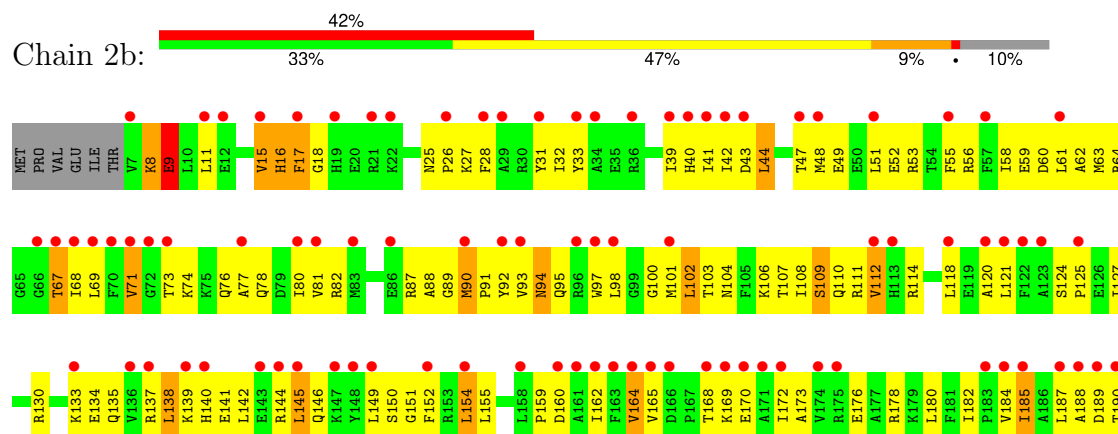 42%
Chain 2b:
33% 47% 9% • 10%
MET PRO VAL GLU ILE THR V7 K8 E9 L10 L11 E12 V15 H16 F17 G18 H19 E20 R21 K22 N25 P26 K27 F28 A29 R30 Y31 I32 Y33 A34 E35 R36 I39 H40 I41 I42 D43 L44 T47 M48 E49 E50 L51 E52 R53 T54 F55 R56 F57 I58 E59 D60 L61 A62 M63 R64
G65 G66 T67 I68 L69 F70 V71 G72 T73 K74 K75 Q76 A77 Q78 D79 I80 V81 R82 M83 E86 R87 A88 G89 M90 P91 Y92 V93 N94 Q95 R96 W97 L98 G99 G100 M101 L102 T103 N104 F105 K106 T107 I108 S109 Q110 R111 V112 H113 R114 L118 E119 A120 L121 F122 A123 S124 P125 E126 I127
R130 K133 E134 Q135 V136 R137 L138 K139 H140 E141 L142 E143 R144 L145 Q146 K147 Y148 L149 S150 G151 F152 R153 L154 L155 L158 P159 D160 A161 I162 F163 V164 V165 D166 P167 T168 K169 E170 A171 I172 A173 V174 R175 E176 A177 R178 K179 L180 F181 I182 P183 V184 I185 A186 L187 A188 D189 T190